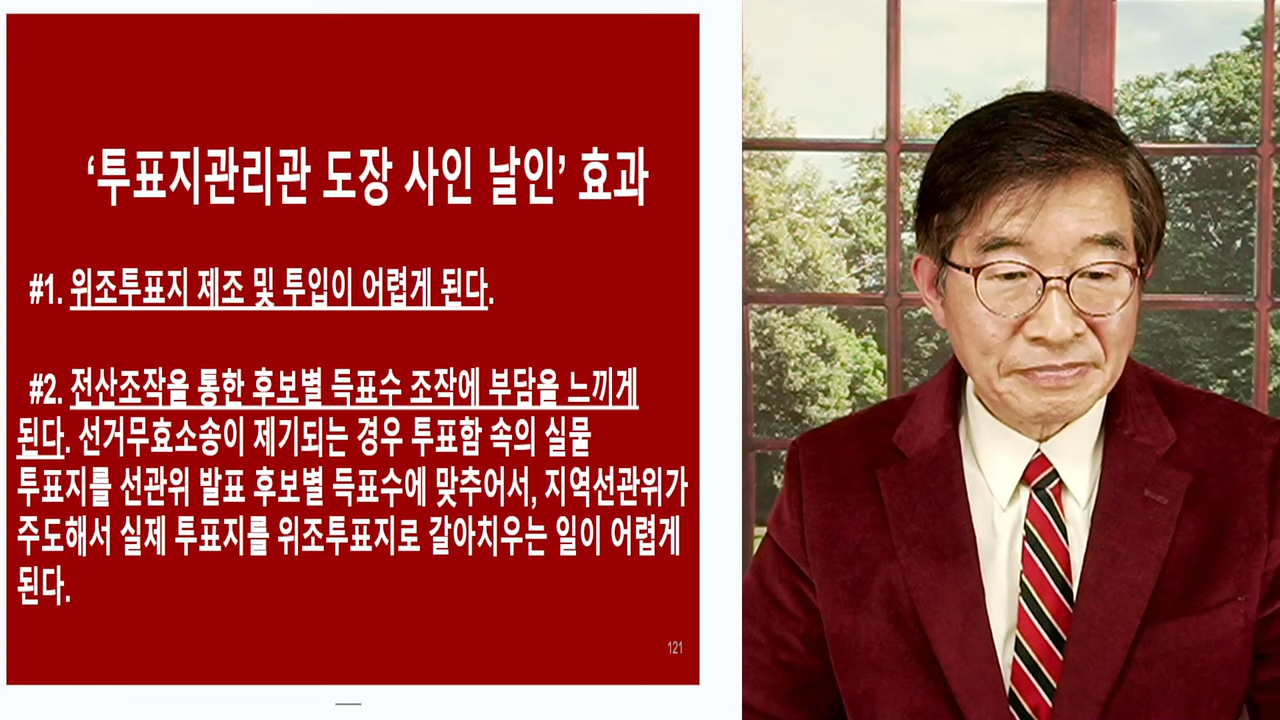 ‘투표지관리관 도장 사인 날인’ 효과
#1. 위조투표지 제조 및 투입이 어렵게 된다.
#2. 전산조작을 통한 후보별 득표수 조작에 부담을 느끼게
된다. 선거무효소송이 제기되는 경우 투표함 속의 실물
투표지를 선관위 발표 후보별 득표수에 맞추어서, 지역선관위가
주도해서 실제 투표지를 위조투표지로 갈아치우는 일이 어렵게
된다.
121